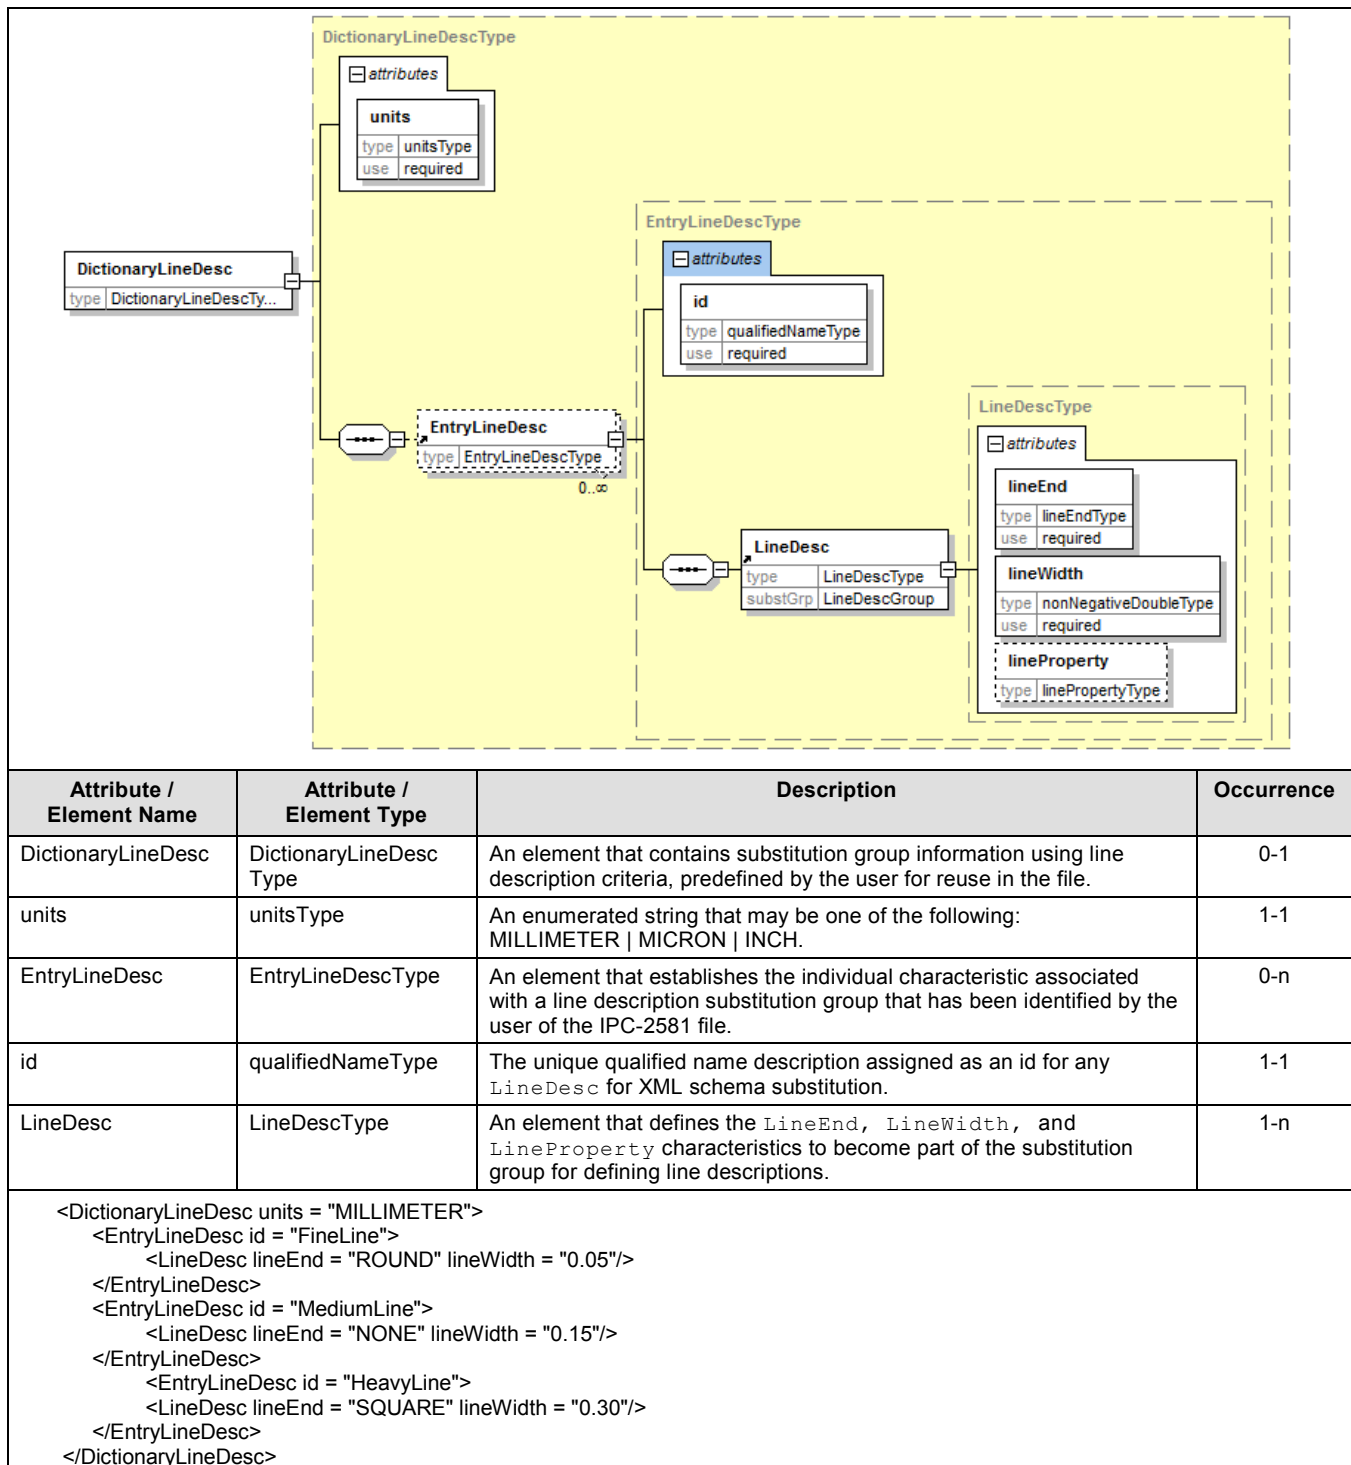 DictionaryLineDescType
attributes
units
type unitsType
use required
EntryLineDescType
attributes
id
type qualifiedNameType
use required
DictionaryLineDesc
type DictionaryLineDescTy...
LineDescType
attributes
lineEnd
type lineEndType
use required
lineWidth
type nonNegativeDoubleType
use required
lineProperty
type linePropertyType
EntryLineDesc
type EntryLineDescType
0..∞
LineDesc
type LineDescType
substGrp LineDescGroup
Attribute / Element Name Attribute / Element Type Description Occurrence
DictionaryLineDesc DictionaryLineDesc An element that contains substitution group information using line 0-1
Type description criteria, predefined by the user for reuse in the file.
units unitsType An enumerated string that may be one of the following: 1-1
MILLIMETER | MICRON | INCH.
EntryLineDesc EntryLineDescType An element that establishes the individual characteristic associated 0-n
with a line description substitution group that has been identified by the
user of the IPC-2581 file.
id qualifiedNameType The unique qualified name description assigned as an id for any 1-1
LineDesc for XML schema substitution.
LineDesc LineDescType An element that defines the LineEnd, LineWidth, and 1-n
LineProperty characteristics to become part of the substitution
group for defining line descriptions.
<DictionaryLineDesc units = "MILLIMETER">
<EntryLineDesc id = "FineLine">
<LineDesc lineEnd = "ROUND" lineWidth = "0.05"/>
</EntryLineDesc>
<EntryLineDesc id = "MediumLine">
<LineDesc lineEnd = "NONE" lineWidth = "0.15"/>
</EntryLineDesc>
<EntryLineDesc id = "HeavyLine">
<LineDesc lineEnd = "SQUARE" lineWidth = "0.30"/>
</EntryLineDesc>
</DictionaryLineDesc>